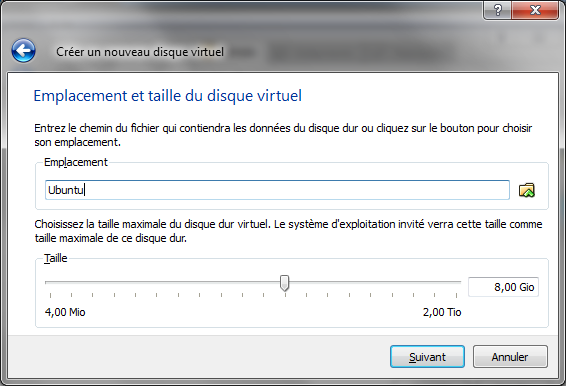 Créer un nouveau disque virtuel
Emplacement et taille du disque virtuel
Entrez le chemin du fichier qui contiendra les données du disque dur ou cliquez sur le bouton pour choisir
son emplacement.
Emplacement
Ubuntu
Choisissez la taille maximale du disque dur virtuel. Le système d'exploitation invité verra cette taille comme
taille maximale de ce disque dur.
Taille
8,00 Gio
4,00 Mio 2,00 Tio
Suivant Annuler